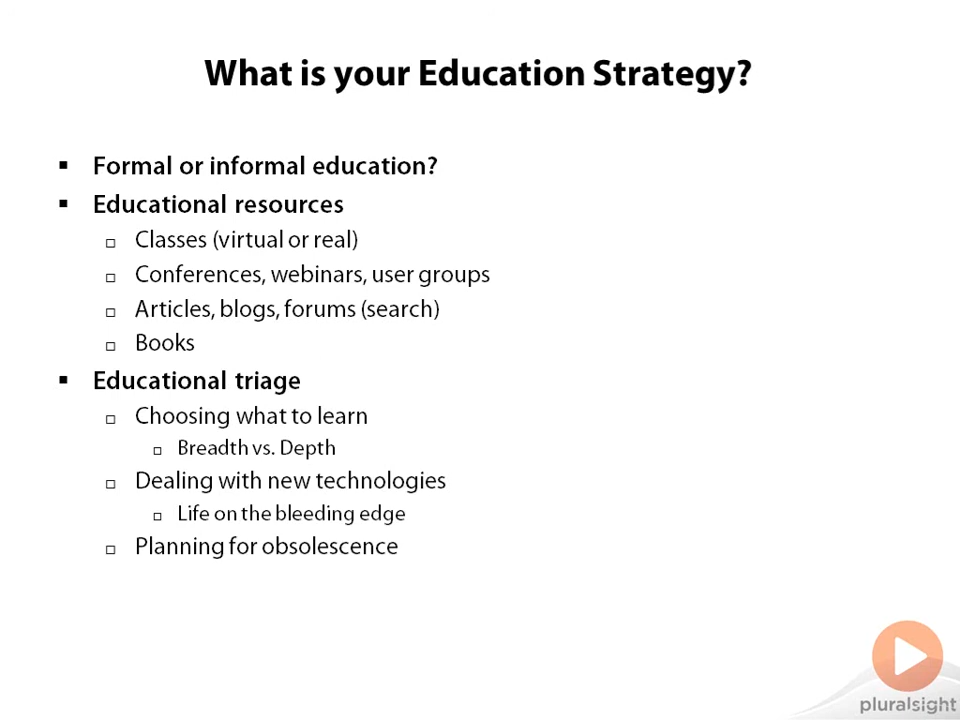 What is your Education Strategy?
Formal or informal education?
Educational resources
Classes (virtual or real)
Conferences, webinars, user groups
Articles, blogs, forums (search)
Books
Educational triage
Choosing what to learn
Breadth vs. Depth
Dealing with new technologies
Life on the bleeding edge
Planning for obsolescence
pluralsight